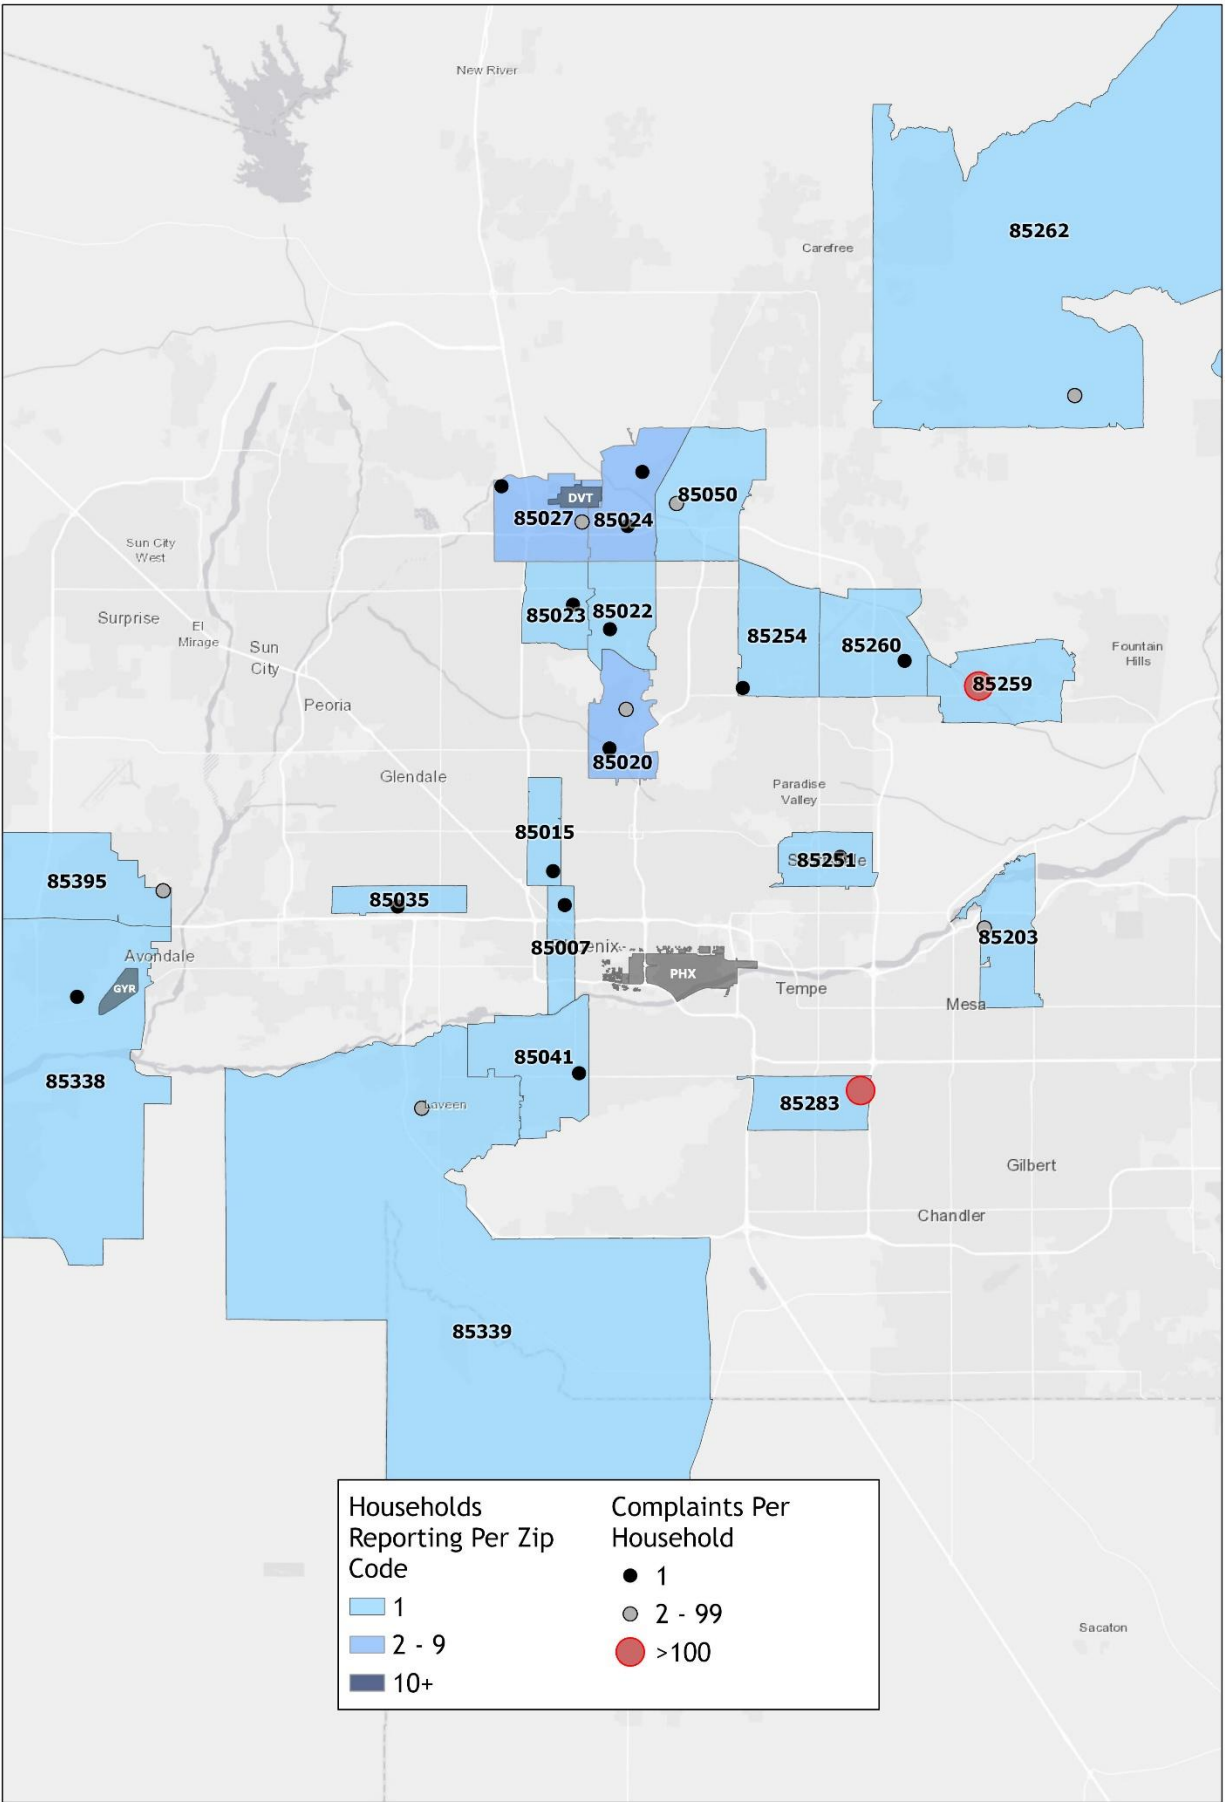 New River
85262
Carefree
85050
DVT
85027
85024
Sun City
West
Surprise
El
Mirage
Sun
City
85023
85022
85254
85260
Fountain
Hills
85259
Peoria
85020
Glendale
Paradise
Valley
85015
85251
85395
85035
85203
85007
Avondale
PHX
GYR
Tempe
Mesa
85041
85338
85283
Laveen
Gilbert
Chandler
85339
Households
Reporting Per Zip
Code
1
2 - 9
10+
Complaints Per
Household
1
2 - 99
>100
Sacaton